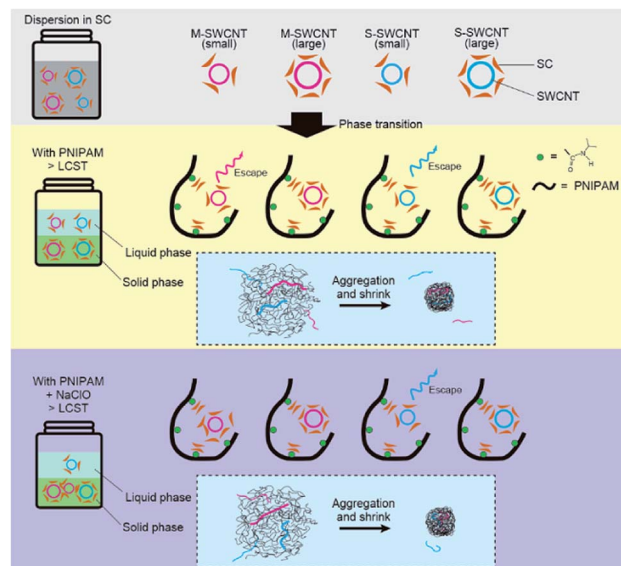 Dispersion in SC
M-SWCNT
(small)
M-SWCNT
(large)
S-SWCNT
(small)
S-SWCNT
(large)
SC
SWCNT
Phase transition
With PNIPAM
> LCST
Escape
Escape
=
C
O
N
H
= PNIPAM
Liquid phase
Solid phase
Aggregation
and shrink
With PNIPAM
+ NaClO
> LCST
Escape
Liquid phase
Solid phase
Aggregation
and shrink